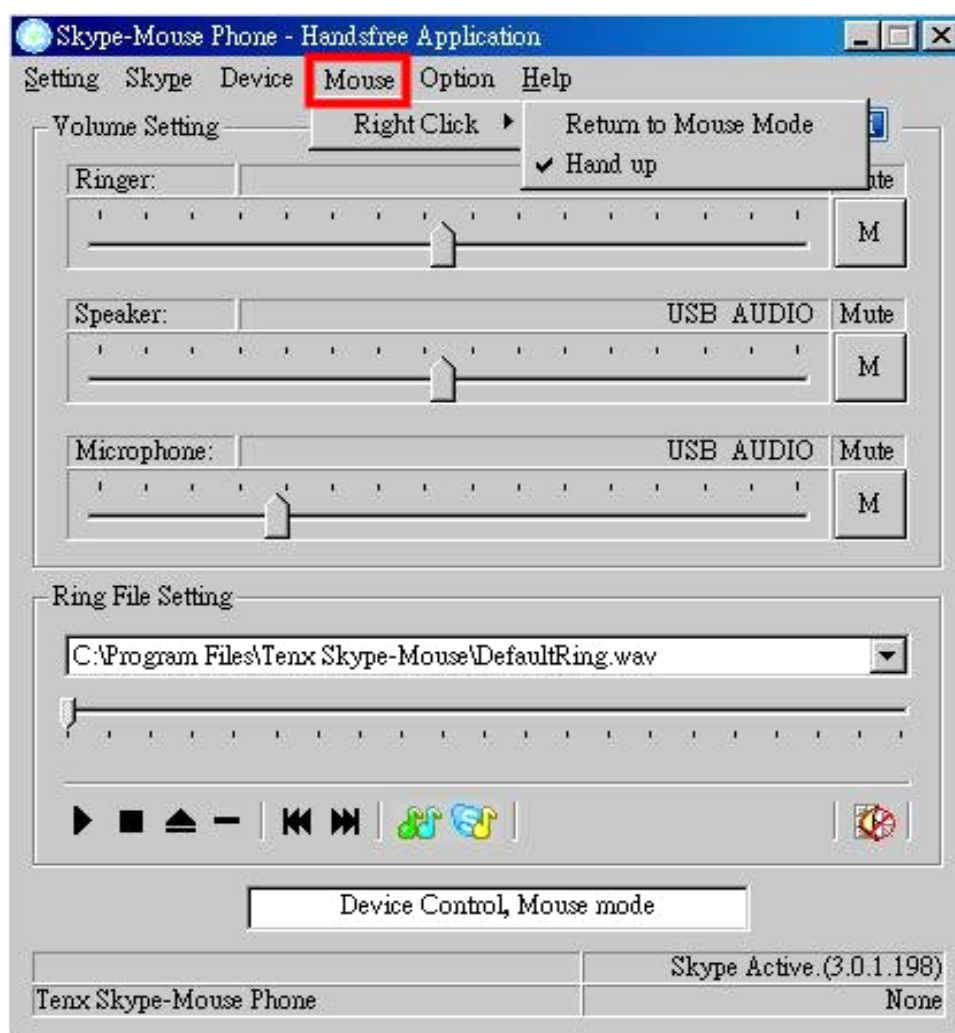 Skype-Mouse Phone - Handsfree Application
Setting Skype Device Mouse Option Help
Volume Setting Right Click Return to Mouse Mode
Hand up
Ringer: ute
M
Speaker: USB AUDIO Mute
M
Microphone: USB AUDIO Mute
M
Ring File Setting
C:\Program Files\Tenx Skype-Mouse\DefaultRing.wav
Device Control, Mouse mode
Skype Active.(3.0.1.198)
Tenx Skype-Mouse Phone None